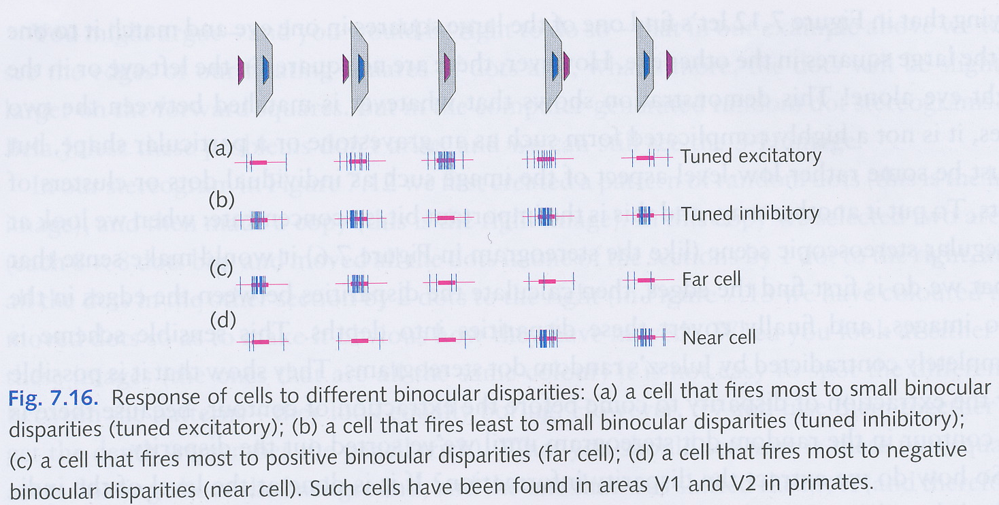 (a)
Tuned excitatory
(b)
Tuned inhibitory
(c)
Far cell
(d)
Near cell
Fig. 7.16. Response of cells to different binocular disparities: (a) a cell that fires most to small binocular
disparities (tuned excitatory); (b) a cell that fires least to small binocular disparities (tuned inhibitory);
(c) a cell that fires most to positive binocular disparities (far cell); (d) a cell that fires most to negative
binocular disparities (near cell). Such cells have been found in areas V1 and V2 in primates.